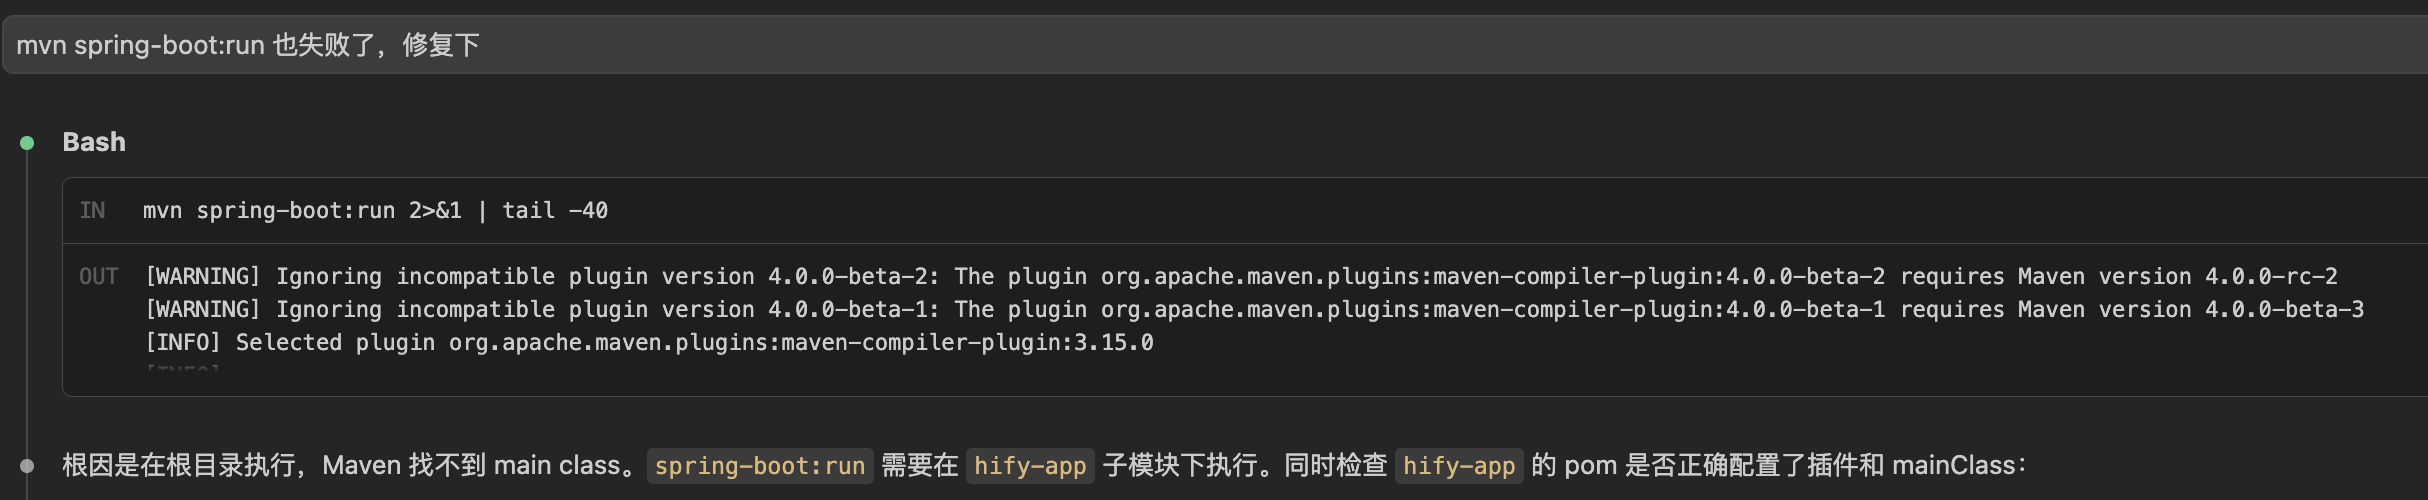 mvn spring-boot:run 也失败了，修复下
Bash
IN mvn spring-boot:run 2>&1 | tail -40
OUT [WARNING] Ignoring incompatible plugin version 4.0.0-beta-2: The plugin org.apache.maven.plugins:maven-compiler-plugin:4.0.0-beta-2 requires Maven version 4.0.0-rc-2
[WARNING] Ignoring incompatible plugin version 4.0.0-beta-1: The plugin org.apache.maven.plugins:maven-compiler-plugin:4.0.0-beta-1 requires Maven version 4.0.0-beta-3
[INFO] Selected plugin org.apache.maven.plugins:maven-compiler-plugin:3.15.0
根因是在根目录执行，Maven 找不到 main class。spring-boot:run 需要在 hify-app 子模块下执行。同时检查 hify-app 的 pom 是否正确配置了插件和 mainClass：